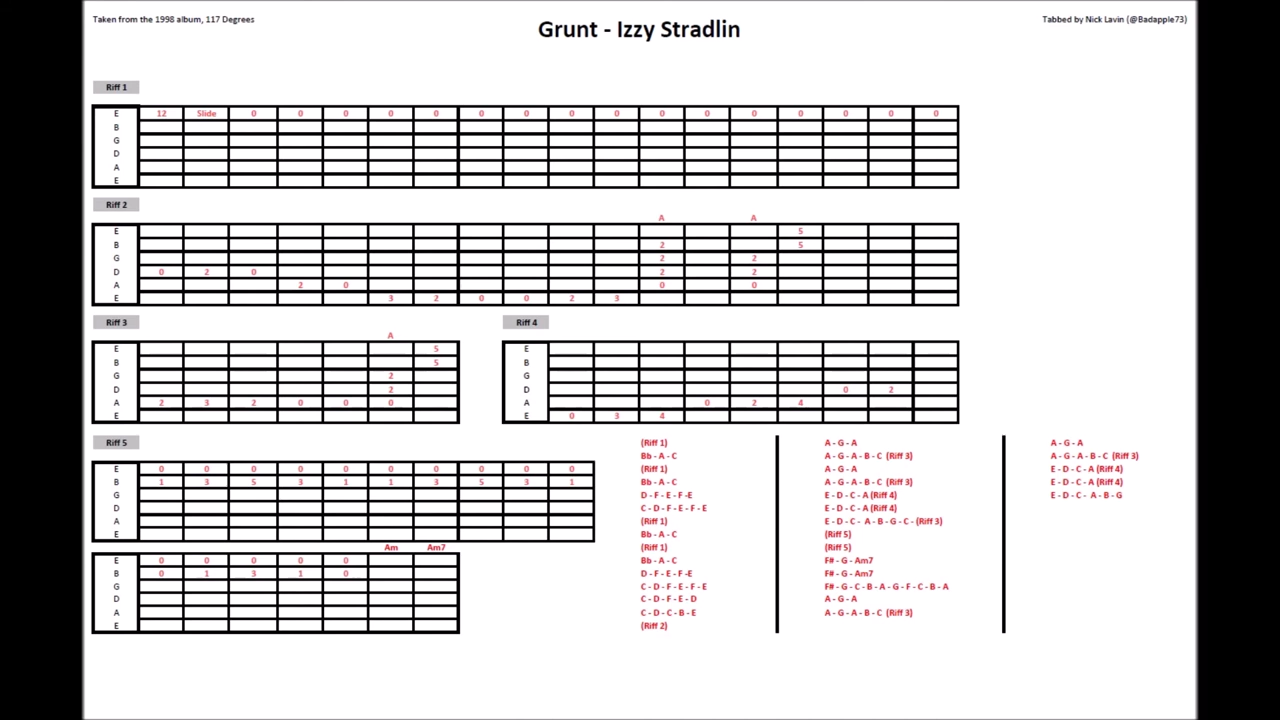 Taken from the 1998 album, 117 Degrees
Grunt - Izzy Stradlin
Tabbed by Nick Lavin (@Badapple73)
Riff 1
E 12 Slide 0 0 0 0 0 0 0 0 0 0 0 0 0 0 0 0
B
G
D
A
E
Riff 2
A A
E 5
B 2 5
G 2 2
D 0 2 0 2 2
A 2 0 0 0
E 3 2 0 0 2 3
Riff 3
A
E 5
B 5
G 2
D 2
A 2 3 2 0 0 0
E
Riff 4
E
B
G
D 0 2
A 0 2 4
E 0 3 4
Riff 5
E 0 0 0 0 0 0 0 0 0 0
B 1 3 5 3 1 1 3 5 3 1
G
D
A
E
Am Am7
E 0 0 0 0 0
B 0 1 3 1 0
G
D
A
E
(Riff 1)
Bb - A - C
(Riff 1)
Bb - A - C
D - F - E - F -E
C - D - F - E - F - E
(Riff 1)
Bb - A - C
(Riff 1)
Bb - A - C
D - F - E - F -E
C - D - F - E - F - E
C - D - F - E - D
C - D - C - B - E
(Riff 2)
A - G - A
A - G - A - B - C (Riff 3)
A - G - A
A - G - A - B - C (Riff 3)
E - D - C - A (Riff 4)
E - D - C - A (Riff 4)
E - D - C - A - B - G - C - (Riff 3)
(Riff 5)
(Riff 5)
F# - G - Am7
F# - G - Am7
F# - G - C - B - A - G - F - C - B - A
A - G - A
A - G - A - B - C (Riff 3)
A - G - A
A - G - A - B - C (Riff 3)
E - D - C - A (Riff 4)
E - D - C - A (Riff 4)
E - D - C - A - B - G